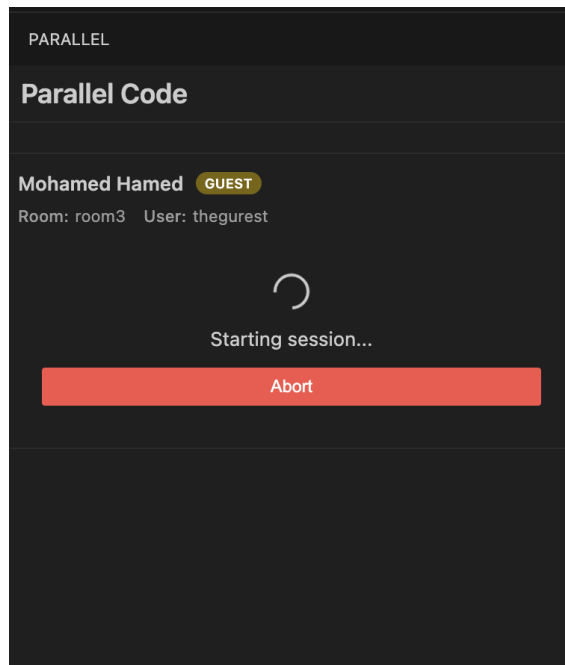 PARALLEL
Parallel Code
Mohamed Hamed GUEST
Room: room3 User: thegurest
Starting session...
Abort